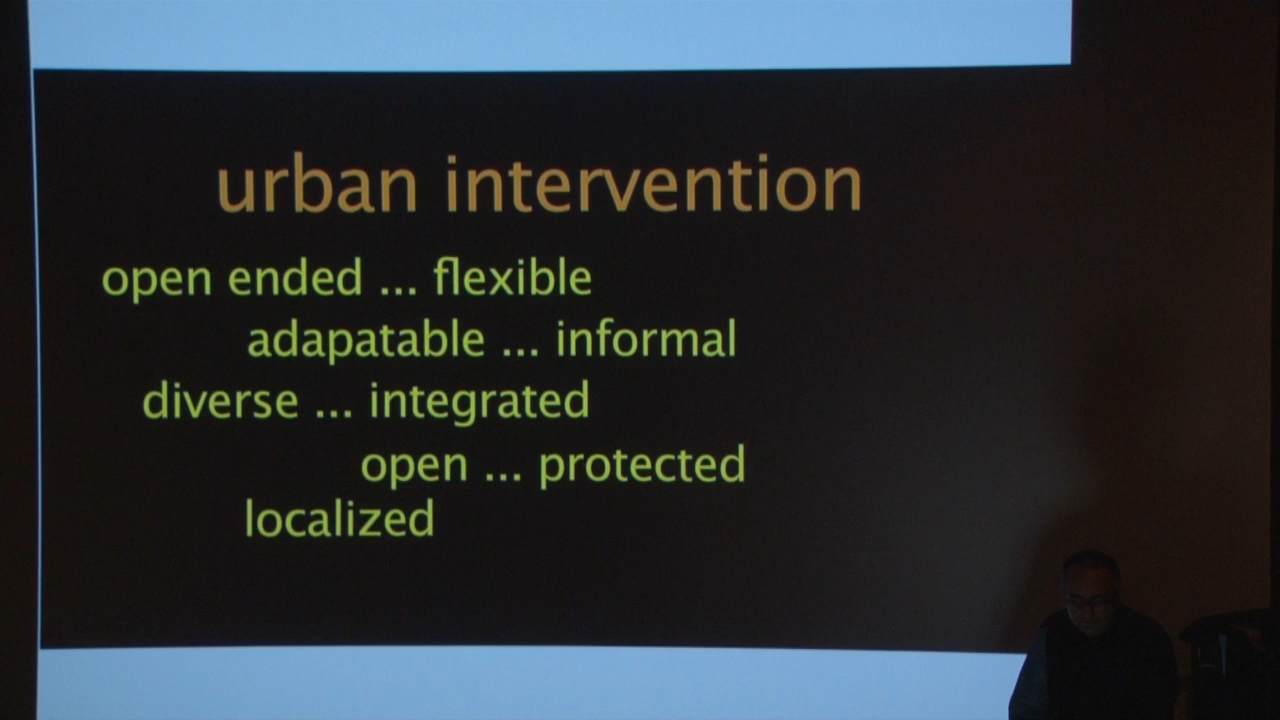 urban intervention
open ended ... flexible
adapatable ... informal
diverse ... integrated
open ... protected
localized